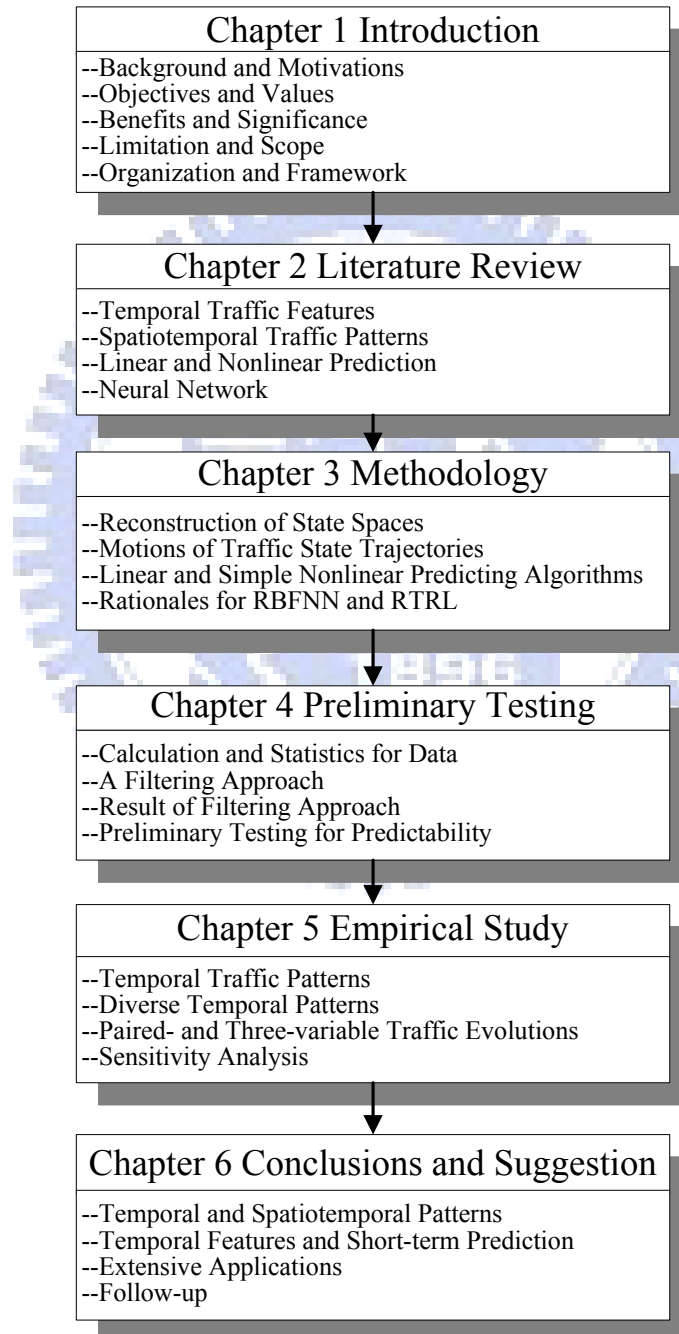 Chapter 1 Introduction
--Background and Motivations
--Objectives and Values
--Benefits and Significance
--Limitation and Scope
--Organization and Framework
Chapter 2 Literature Review
--Temporal Traffic Features
--Spatiotemporal Traffic Patterns
--Linear and Nonlinear Prediction
--Neural Network
Chapter 3 Methodology
--Reconstruction of State Spaces
--Motions of Traffic State Trajectories
--Linear and Simple Nonlinear Predicting Algorithms
--Rationales for RBFNN and RTRL
1896
Chapter 4 Preliminary Testing
--Calculation and Statistics for Data
--A Filtering Approach
--Result of Filtering Approach
--Preliminary Testing for Predictability
Chapter 5 Empirical Study
--Temporal Traffic Patterns
--Diverse Temporal Patterns
--Paired- and Three-variable Traffic Evolutions
--Sensitivity Analysis
Chapter 6 Conclusions and Suggestion
--Temporal and Spatiotemporal Patterns
--Temporal Features and Short-term Prediction
--Extensive Applications
--Follow-up